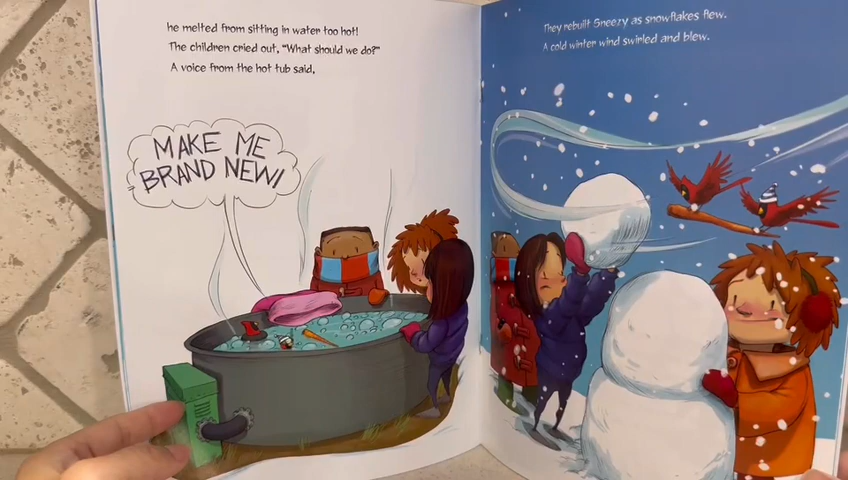 he melted from sitting in water too hot!
The children cried out, "What should we do?"
A voice from the hot tub said,
MAKE ME
BRAND NEW!
They rebuilt Sneezy as snowflakes flew.
A cold winter wind swirled and blew.